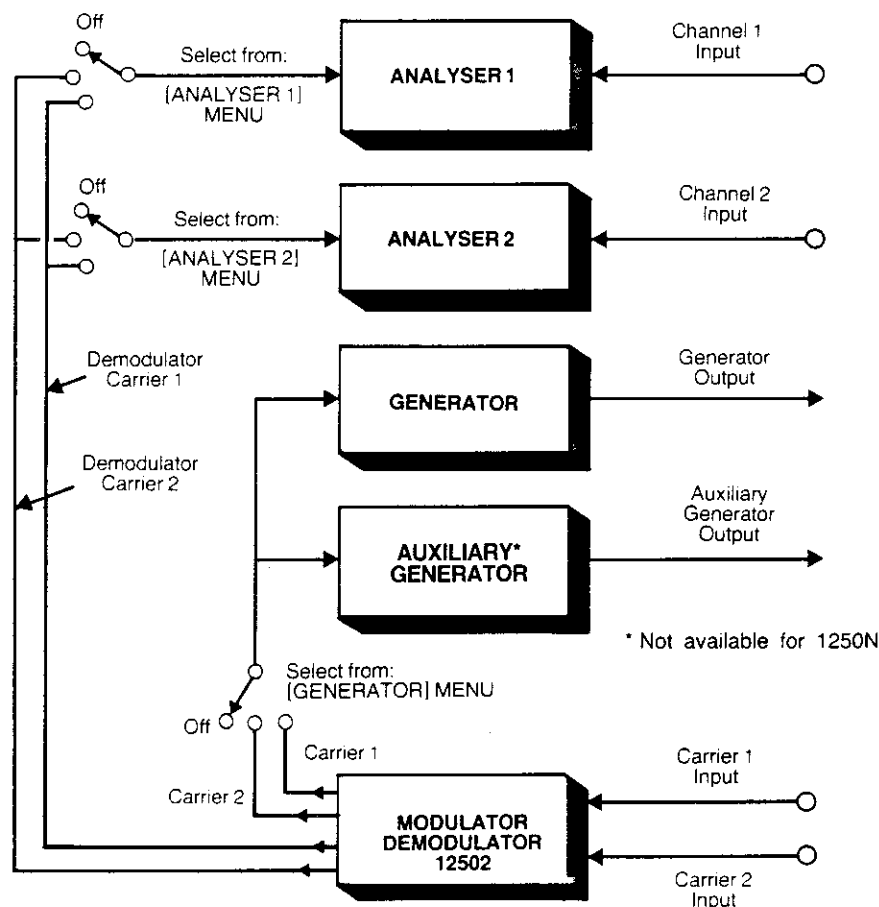 Off
Select from:
[ANALYSER 1]
MENU
ANALYSER 1
Channel 1
Input
Off
Select from:
[ANALYSER 2]
MENU
ANALYSER 2
Channel 2
Input
Demodulator
Carrier 1
GENERATOR
Generator
Output
Demodulator
Carrier 2
AUXILIARY*
GENERATOR
Auxiliary
Generator
Output
* Not available for 1250N
Select from:
[GENERATOR] MENU
Off
Carrier 1
Carrier 2
MODULATOR
DEMODULATOR
12502
Carrier 1
Input
Carrier 2
Input